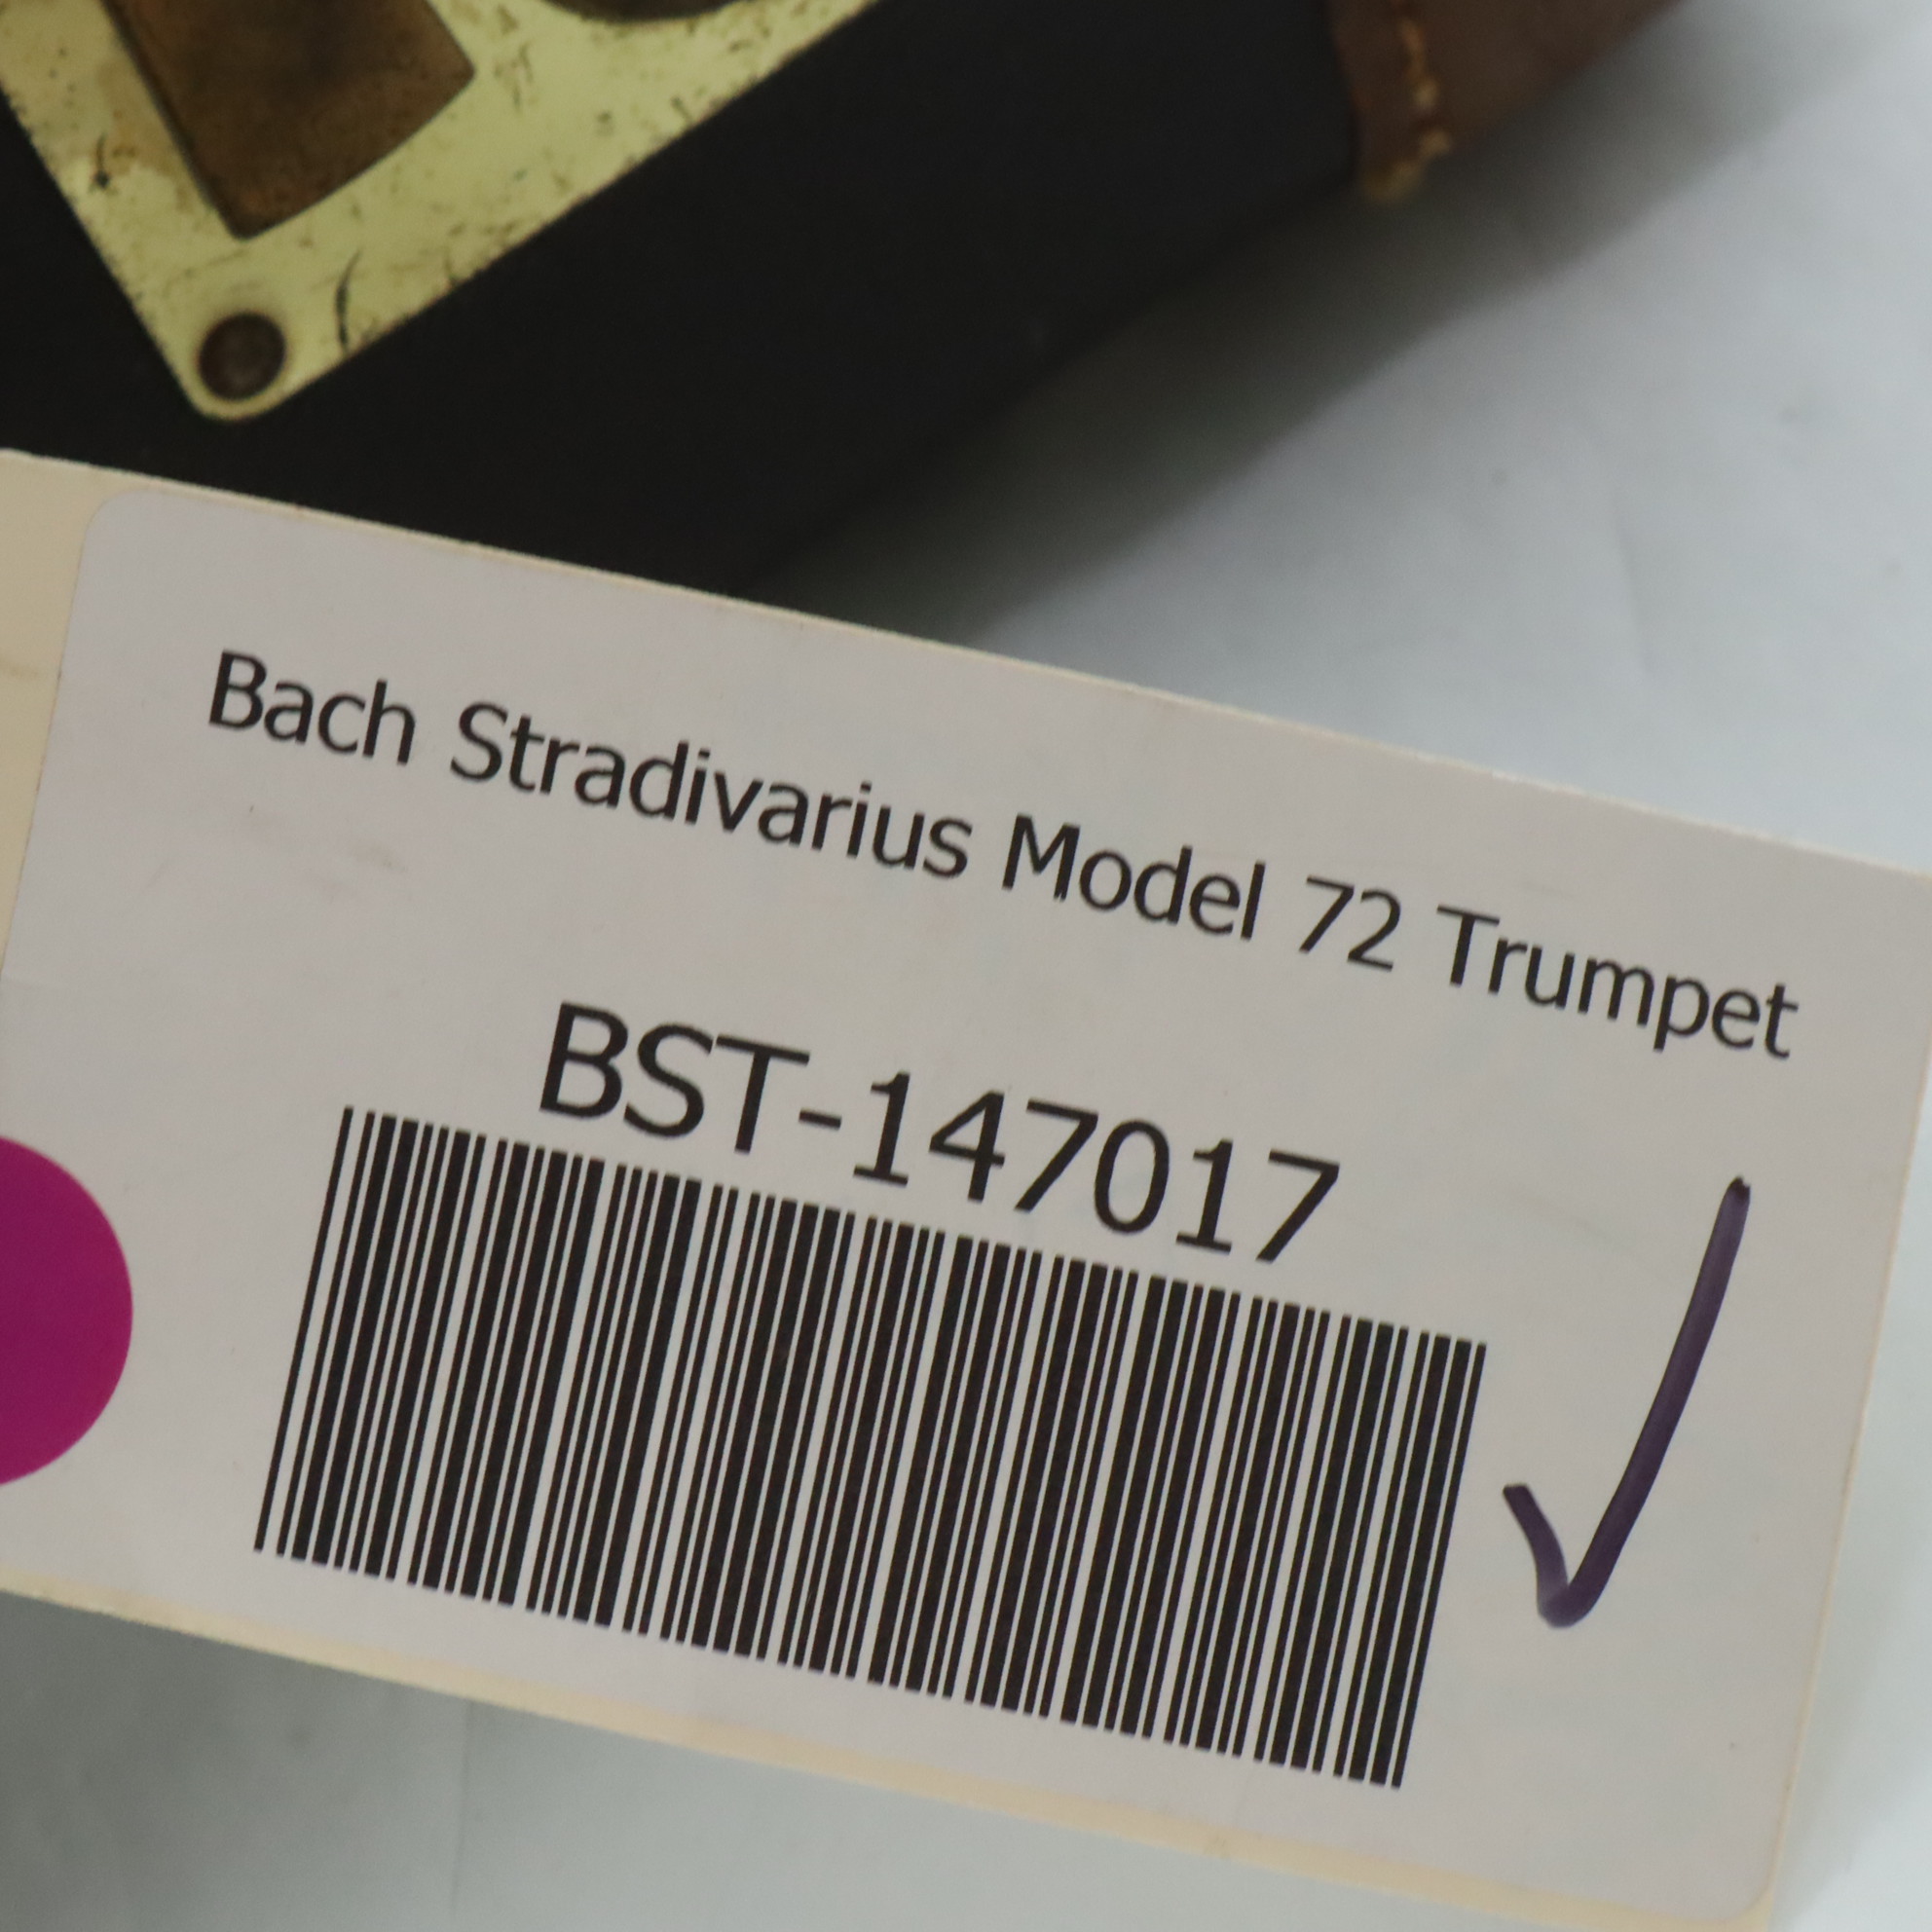 Bach Stradivarius Model 72 Trumpet
BST-147017